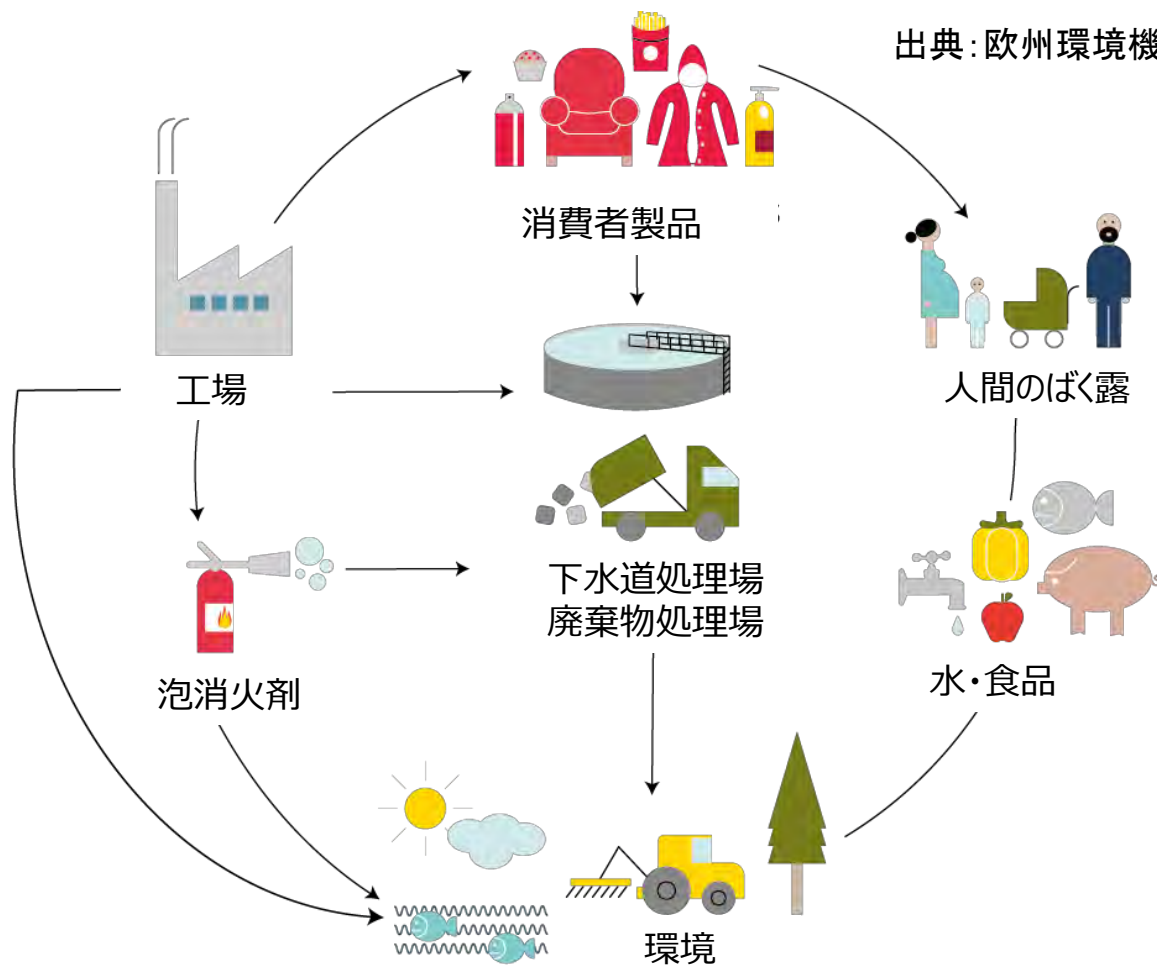 出典：欧州環境機
消費者製品
工場
人間のばく露
下水道処理場
廃棄物処理場
泡消火剤
水・食品
環境